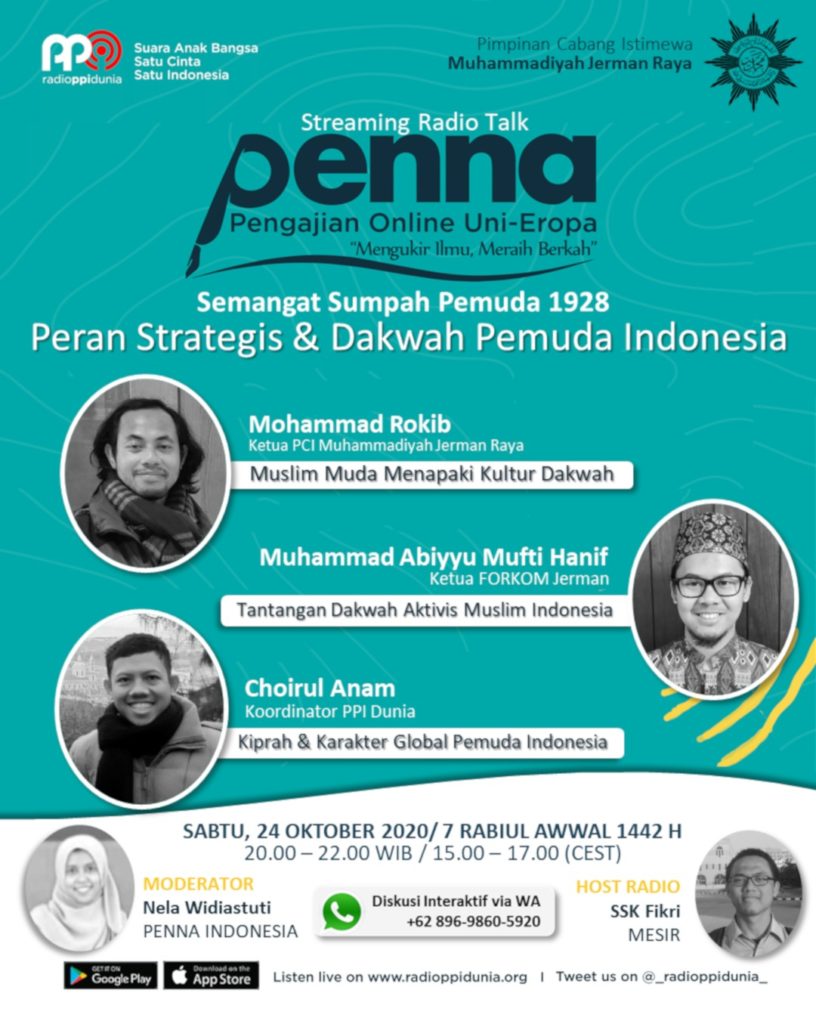 PPI
radioppidunia
Suara Anak Bangsa
Satu Cinta
Satu Indonesia
Pimpinan Cabang Istimewa
Muhammadiyah Jerman Raya
Streaming Radio Talk
penna
Pengajian Online Uni-Eropa
"Mengukir Ilmu, Meraih Berkah"
Semangat Sumpah Pemuda 1928
Peran Strategis & Dakwah Pemuda Indonesia
Mohammad Rokib
Ketua PCI Muhammadiyah Jerman Raya
Muslim Muda Menapaki Kultur Dakwah
Muhammad Abiyyu Mufti Hanif
Ketua FORKOM Jerman
Tantangan Dakwah Aktivis Muslim Indonesia
Choirul Anam
Koordinator PPI Dunia
Kiprah & Karakter Global Pemuda Indonesia
SABTU, 24 OKTOBER 2020/ 7 RABIUL AWWAL 1442 H
20.00 – 22.00 WIB / 15.00 – 17.00 (CEST)
MODERATOR
Nela Widiastuti
PENNA INDONESIA
Diskusi Interaktif via WA
+62 896-9860-5920
HOST RADIO
SSK Fikri
MESIR
GET IT ON
Google Play
Download on the
App Store
Listen live on www.radioppidunia.org I Tweet us on @_radioppidunia_